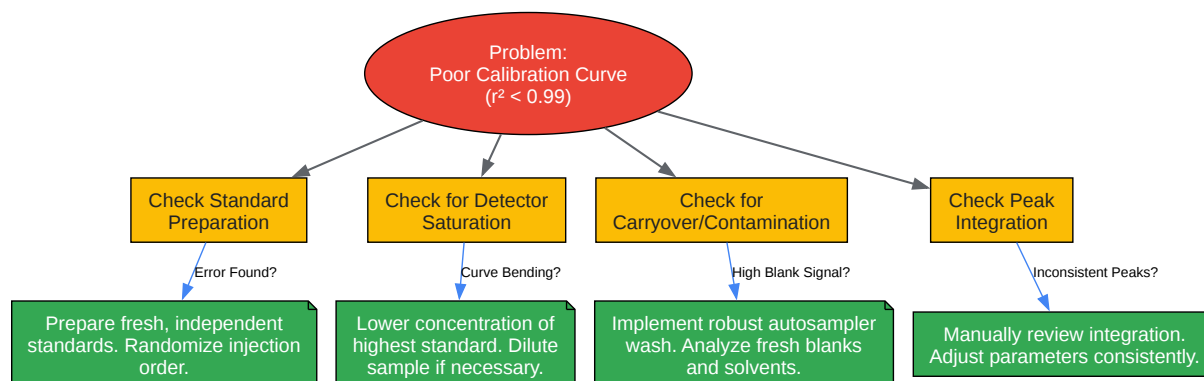 Problem:
Poor Calibration Curve
(r² < 0.99)
Check Standard
Preparation
Check for Detector
Saturation
Check for
Carryover/Contamination
Check Peak
Integration
Error Found?
Curve Bending?
High Blank Signal?
Inconsistent Peaks?
Prepare fresh, independent
standards. Randomize injection
order.
Lower concentration of
highest standard. Dilute
sample if necessary.
Implement robust autosampler
wash. Analyze fresh blanks
and solvents.
Manually review integration.
Adjust parameters consistently.